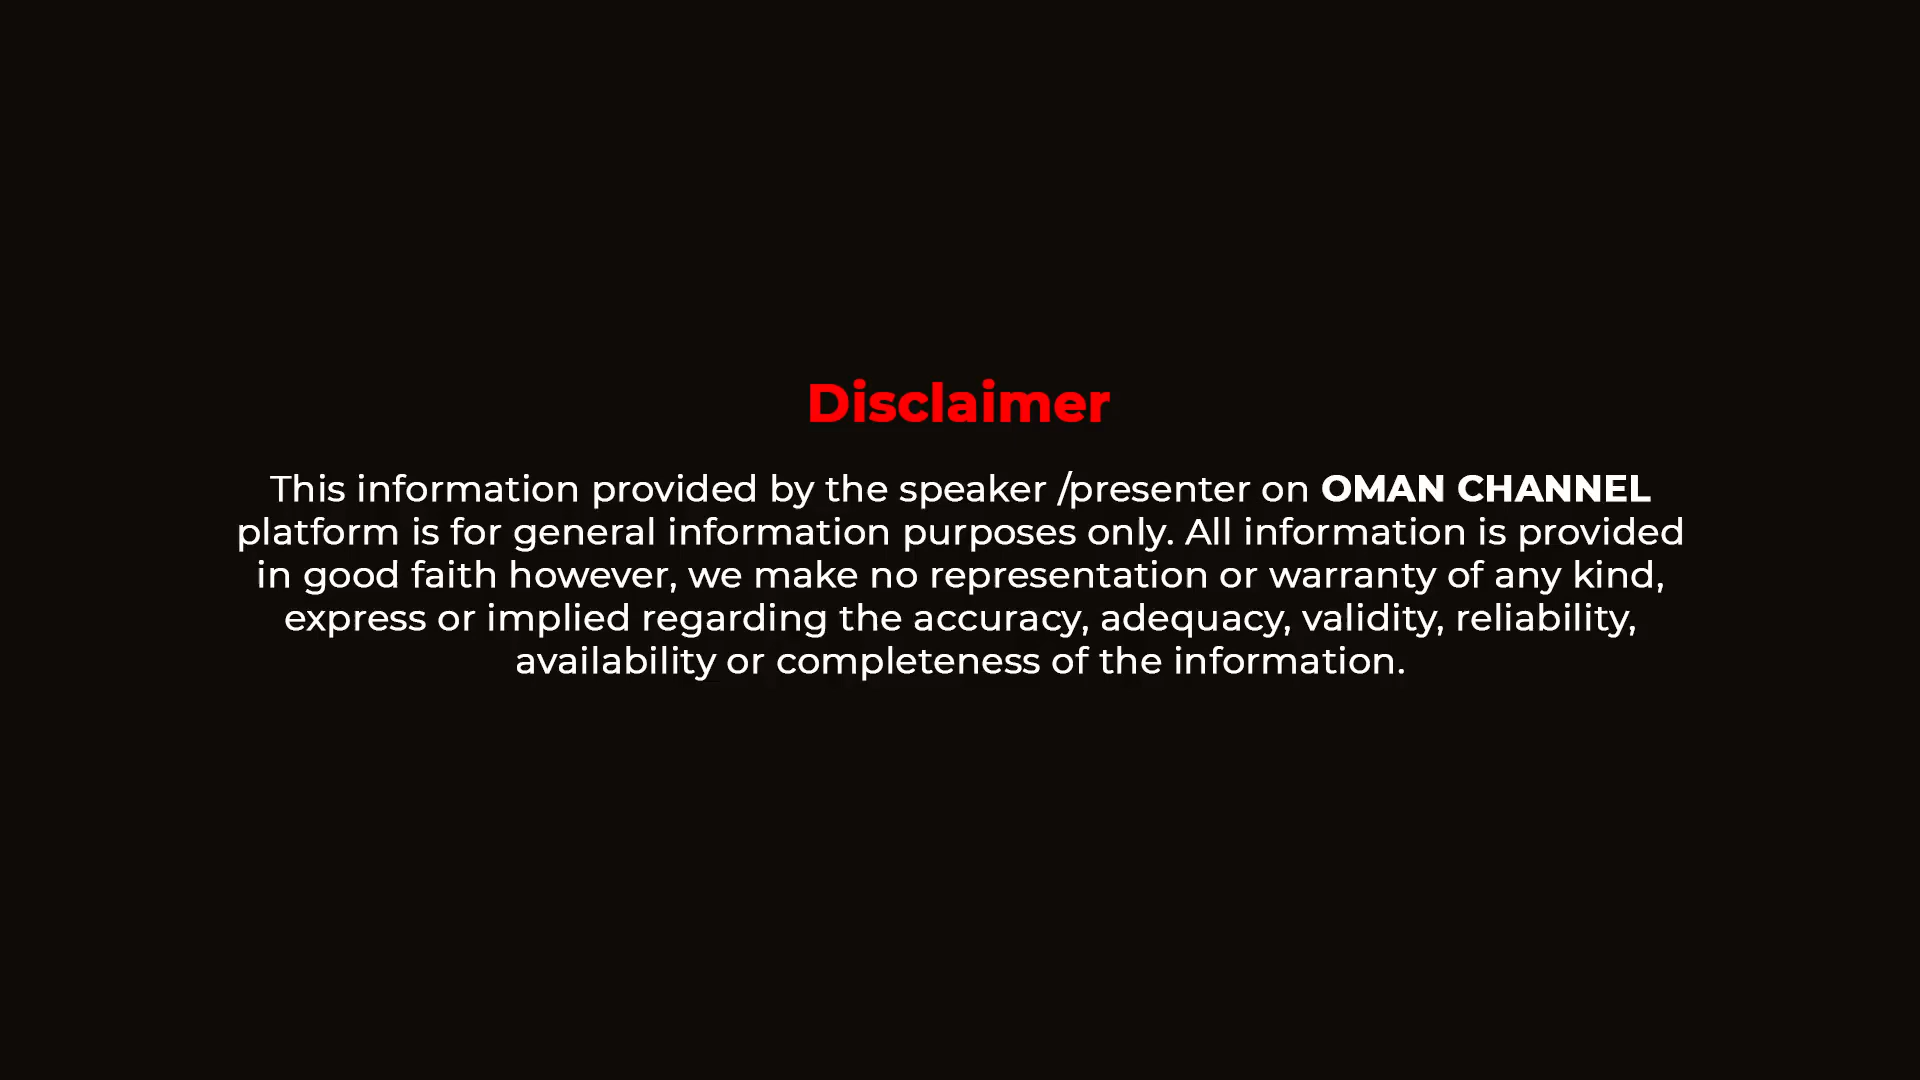 Disclaimer
This information provided by the speaker /presenter on OMAN CHANNEL
platform is for general information purposes only. All information is provided
in good faith however, we make no representation or warranty of any kind,
express or implied regarding the accuracy, adequacy, validity, reliability,
availability or completeness of the information.